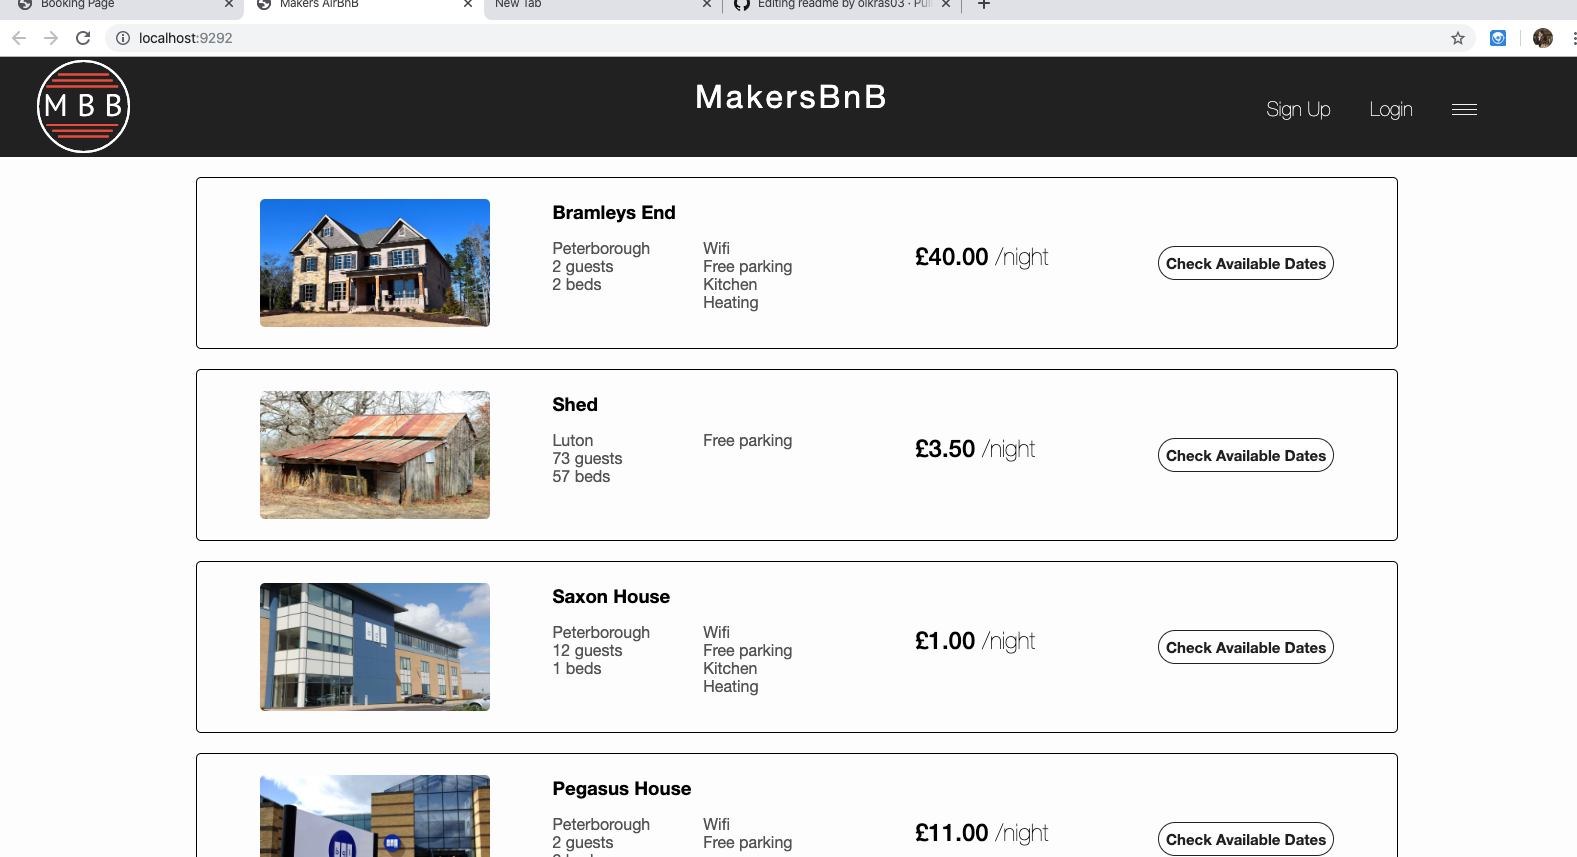 Booking Page
Makers AirBnB
New Tab
Editing readme by olkras03 · Pull
localhost:9292
MBB
MakersBnB
Sign Up
Login
Bramleys End
Peterborough
2 guests
2 beds
Wifi
Free parking
Kitchen
Heating
£40.00 /night
Check Available Dates
Shed
Luton
73 guests
57 beds
Free parking
£3.50 /night
Check Available Dates
Saxon House
Peterborough
12 guests
1 beds
Wifi
Free parking
Kitchen
Heating
£1.00 /night
Check Available Dates
Pegasus House
Peterborough
2 guests
Wifi
Free parking
£11.00 /night
Check Available Dates